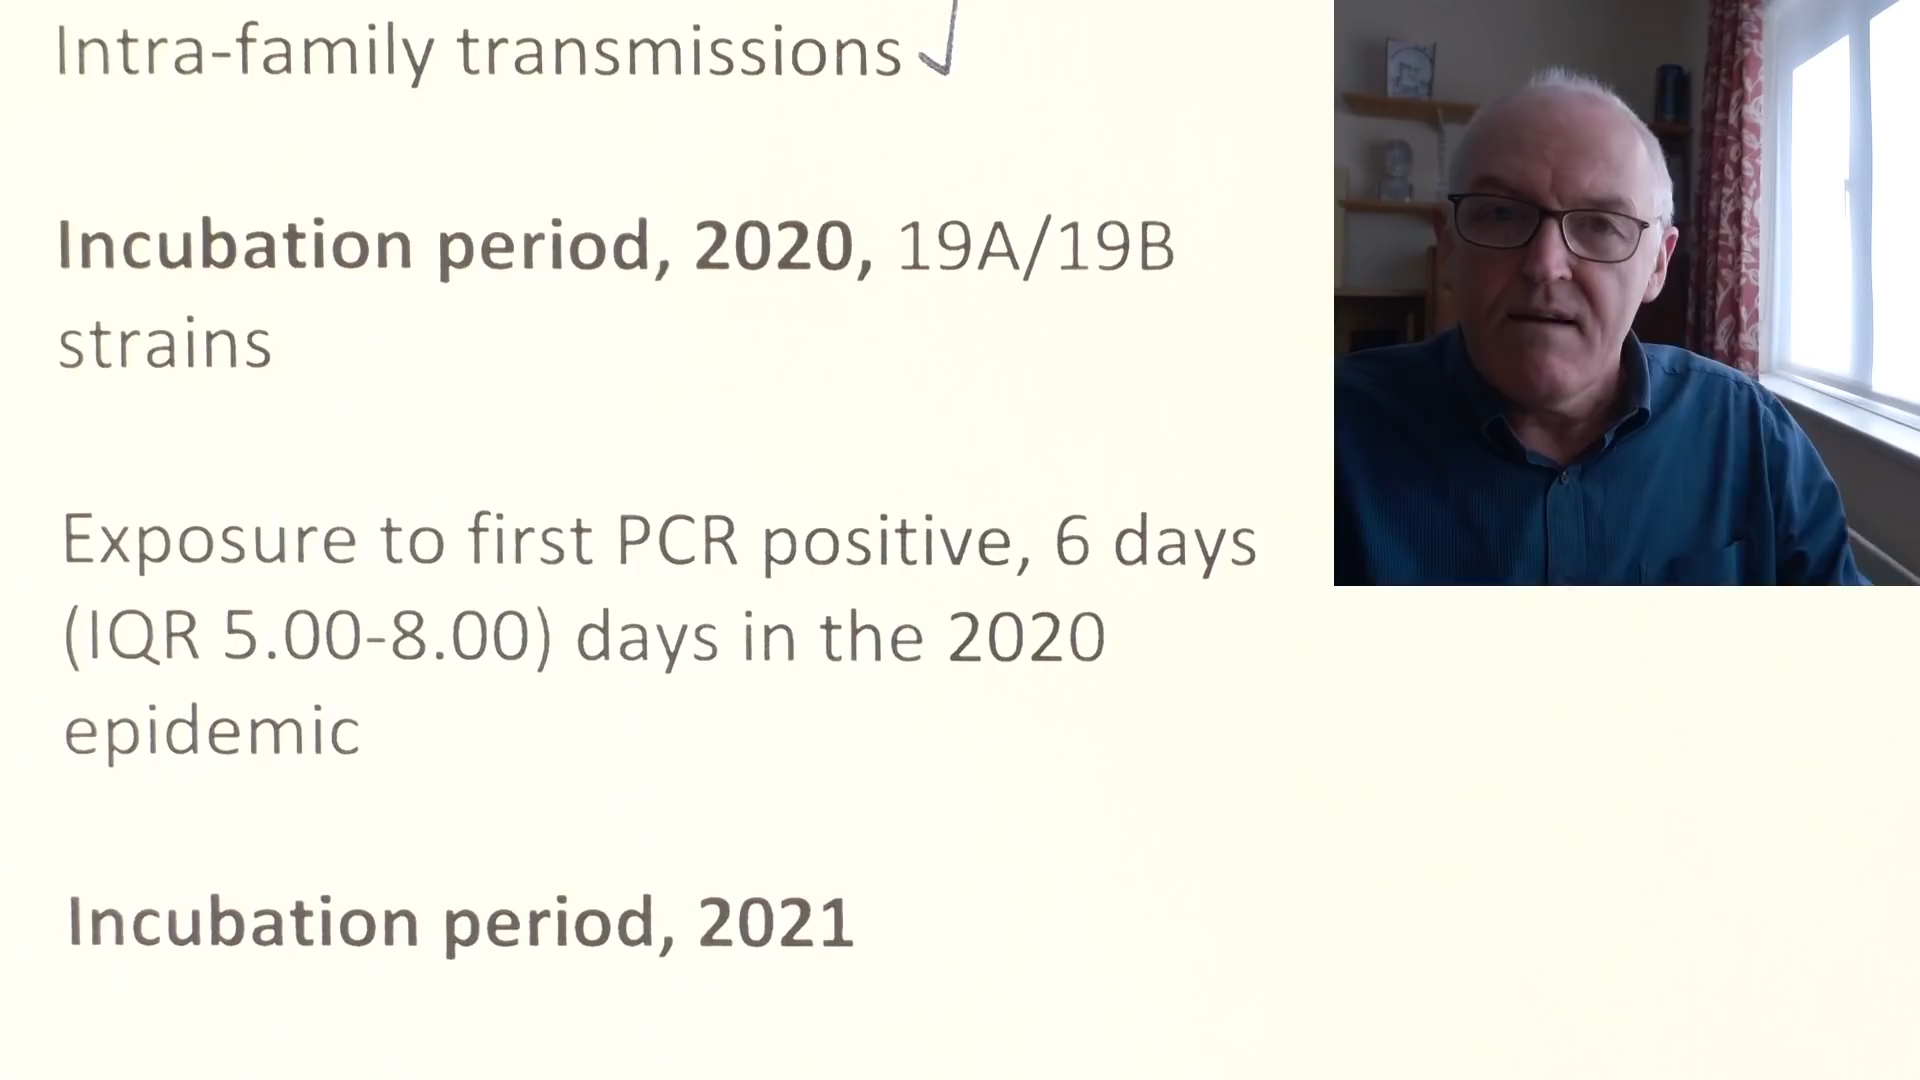 Intra-family transmissions
Incubation period, 2020, 19A/19B
strains
Exposure to first PCR positive, 6 days
(IQR 5.00-8.00) days in the 2020
epidemic
Incubation period, 2021